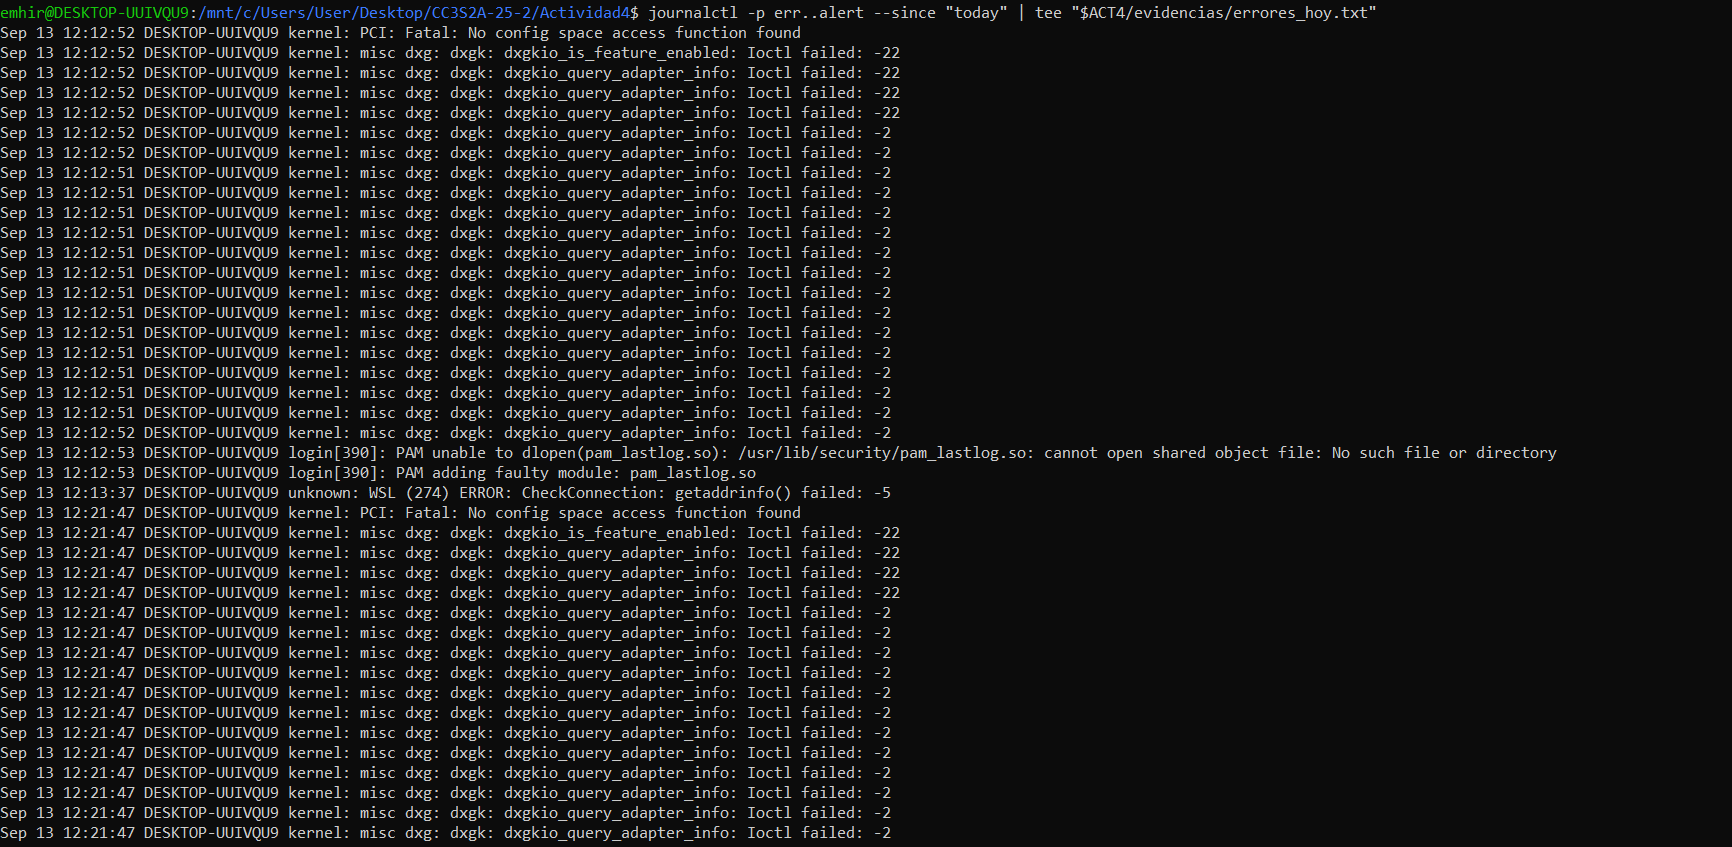 emhir@DESKTOP-UUIVQU9:/mnt/c/Users/User/Desktop/CC3S2A-25-2/Actividad4$ journalctl -p err..alert --since "today" | tee "$ACT4/evidencias/errores_hoy.txt"
Sep 13 12:12:52 DESKTOP-UUIVQU9 kernel: PCI: Fatal: No config space access function found
Sep 13 12:12:52 DESKTOP-UUIVQU9 kernel: misc dxg: dxgk: dxgkio_is_feature_enabled: Ioctl failed: -22
Sep 13 12:12:52 DESKTOP-UUIVQU9 kernel: misc dxg: dxgk: dxgkio_query_adapter_info: Ioctl failed: -22
Sep 13 12:12:52 DESKTOP-UUIVQU9 kernel: misc dxg: dxgk: dxgkio_query_adapter_info: Ioctl failed: -22
Sep 13 12:12:52 DESKTOP-UUIVQU9 kernel: misc dxg: dxgk: dxgkio_query_adapter_info: Ioctl failed: -22
Sep 13 12:12:52 DESKTOP-UUIVQU9 kernel: misc dxg: dxgk: dxgkio_query_adapter_info: Ioctl failed: -2
Sep 13 12:12:52 DESKTOP-UUIVQU9 kernel: misc dxg: dxgk: dxgkio_query_adapter_info: Ioctl failed: -2
Sep 13 12:12:51 DESKTOP-UUIVQU9 kernel: misc dxg: dxgk: dxgkio_query_adapter_info: Ioctl failed: -2
Sep 13 12:12:51 DESKTOP-UUIVQU9 kernel: misc dxg: dxgk: dxgkio_query_adapter_info: Ioctl failed: -2
Sep 13 12:12:51 DESKTOP-UUIVQU9 kernel: misc dxg: dxgk: dxgkio_query_adapter_info: Ioctl failed: -2
Sep 13 12:12:51 DESKTOP-UUIVQU9 kernel: misc dxg: dxgk: dxgkio_query_adapter_info: Ioctl failed: -2
Sep 13 12:12:51 DESKTOP-UUIVQU9 kernel: misc dxg: dxgk: dxgkio_query_adapter_info: Ioctl failed: -2
Sep 13 12:12:51 DESKTOP-UUIVQU9 kernel: misc dxg: dxgk: dxgkio_query_adapter_info: Ioctl failed: -2
Sep 13 12:12:51 DESKTOP-UUIVQU9 kernel: misc dxg: dxgk: dxgkio_query_adapter_info: Ioctl failed: -2
Sep 13 12:12:51 DESKTOP-UUIVQU9 kernel: misc dxg: dxgk: dxgkio_query_adapter_info: Ioctl failed: -2
Sep 13 12:12:51 DESKTOP-UUIVQU9 kernel: misc dxg: dxgk: dxgkio_query_adapter_info: Ioctl failed: -2
Sep 13 12:12:51 DESKTOP-UUIVQU9 kernel: misc dxg: dxgk: dxgkio_query_adapter_info: Ioctl failed: -2
Sep 13 12:12:51 DESKTOP-UUIVQU9 kernel: misc dxg: dxgk: dxgkio_query_adapter_info: Ioctl failed: -2
Sep 13 12:12:51 DESKTOP-UUIVQU9 kernel: misc dxg: dxgk: dxgkio_query_adapter_info: Ioctl failed: -2
Sep 13 12:12:51 DESKTOP-UUIVQU9 kernel: misc dxg: dxgk: dxgkio_query_adapter_info: Ioctl failed: -2
Sep 13 12:12:52 DESKTOP-UUIVQU9 kernel: misc dxg: dxgk: dxgkio_query_adapter_info: Ioctl failed: -2
Sep 13 12:12:53 DESKTOP-UUIVQU9 login[390]: PAM unable to dlopen(pam_lastlog.so): /usr/lib/security/pam_lastlog.so: cannot open shared object file: No such file or directory
Sep 13 12:12:53 DESKTOP-UUIVQU9 login[390]: PAM adding faulty module: pam_lastlog.so
Sep 13 12:13:37 DESKTOP-UUIVQU9 unknown: WSL (274) ERROR: CheckConnection: getaddrinfo() failed: -5
Sep 13 12:21:47 DESKTOP-UUIVQU9 kernel: PCI: Fatal: No config space access function found
Sep 13 12:21:47 DESKTOP-UUIVQU9 kernel: misc dxg: dxgk: dxgkio_is_feature_enabled: Ioctl failed: -22
Sep 13 12:21:47 DESKTOP-UUIVQU9 kernel: misc dxg: dxgk: dxgkio_query_adapter_info: Ioctl failed: -22
Sep 13 12:21:47 DESKTOP-UUIVQU9 kernel: misc dxg: dxgk: dxgkio_query_adapter_info: Ioctl failed: -22
Sep 13 12:21:47 DESKTOP-UUIVQU9 kernel: misc dxg: dxgk: dxgkio_query_adapter_info: Ioctl failed: -22
Sep 13 12:21:47 DESKTOP-UUIVQU9 kernel: misc dxg: dxgk: dxgkio_query_adapter_info: Ioctl failed: -2
Sep 13 12:21:47 DESKTOP-UUIVQU9 kernel: misc dxg: dxgk: dxgkio_query_adapter_info: Ioctl failed: -2
Sep 13 12:21:47 DESKTOP-UUIVQU9 kernel: misc dxg: dxgk: dxgkio_query_adapter_info: Ioctl failed: -2
Sep 13 12:21:47 DESKTOP-UUIVQU9 kernel: misc dxg: dxgk: dxgkio_query_adapter_info: Ioctl failed: -2
Sep 13 12:21:47 DESKTOP-UUIVQU9 kernel: misc dxg: dxgk: dxgkio_query_adapter_info: Ioctl failed: -2
Sep 13 12:21:47 DESKTOP-UUIVQU9 kernel: misc dxg: dxgk: dxgkio_query_adapter_info: Ioctl failed: -2
Sep 13 12:21:47 DESKTOP-UUIVQU9 kernel: misc dxg: dxgk: dxgkio_query_adapter_info: Ioctl failed: -2
Sep 13 12:21:47 DESKTOP-UUIVQU9 kernel: misc dxg: dxgk: dxgkio_query_adapter_info: Ioctl failed: -2
Sep 13 12:21:47 DESKTOP-UUIVQU9 kernel: misc dxg: dxgk: dxgkio_query_adapter_info: Ioctl failed: -2
Sep 13 12:21:47 DESKTOP-UUIVQU9 kernel: misc dxg: dxgk: dxgkio_query_adapter_info: Ioctl failed: -2
Sep 13 12:21:47 DESKTOP-UUIVQU9 kernel: misc dxg: dxgk: dxgkio_query_adapter_info: Ioctl failed: -2
Sep 13 12:21:47 DESKTOP-UUIVQU9 kernel: misc dxg: dxgk: dxgkio_query_adapter_info: Ioctl failed: -2